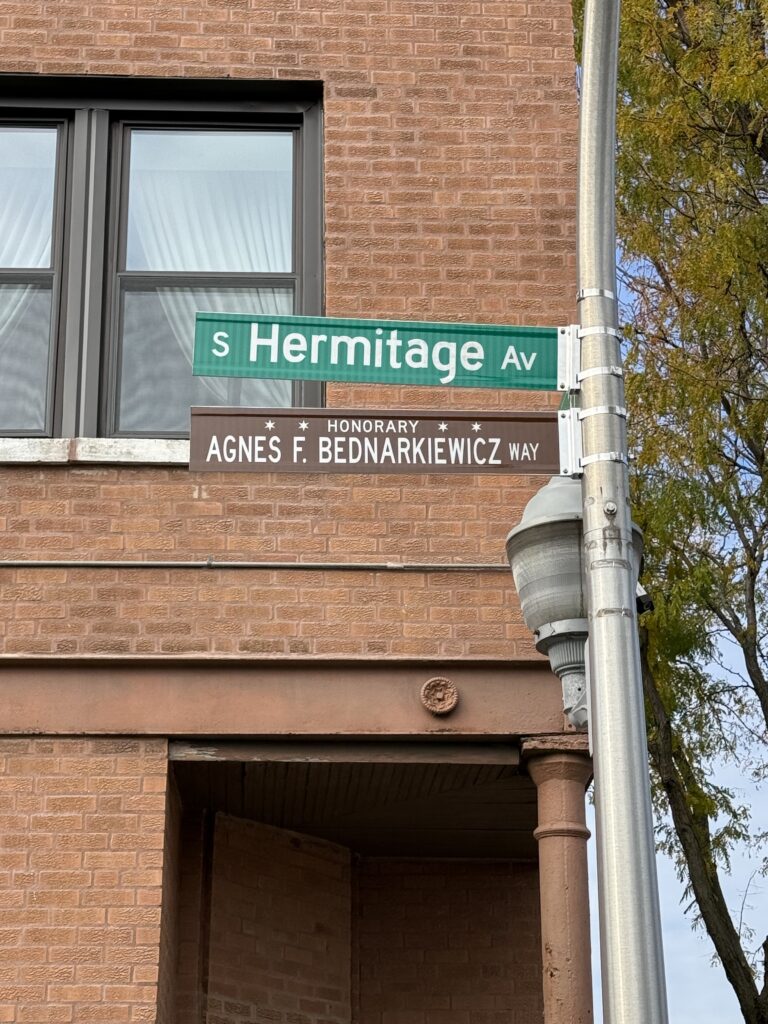 S Hermitage Av
* * HONORARY * *
AGNES F. BEDNARKIEWICZ WAY